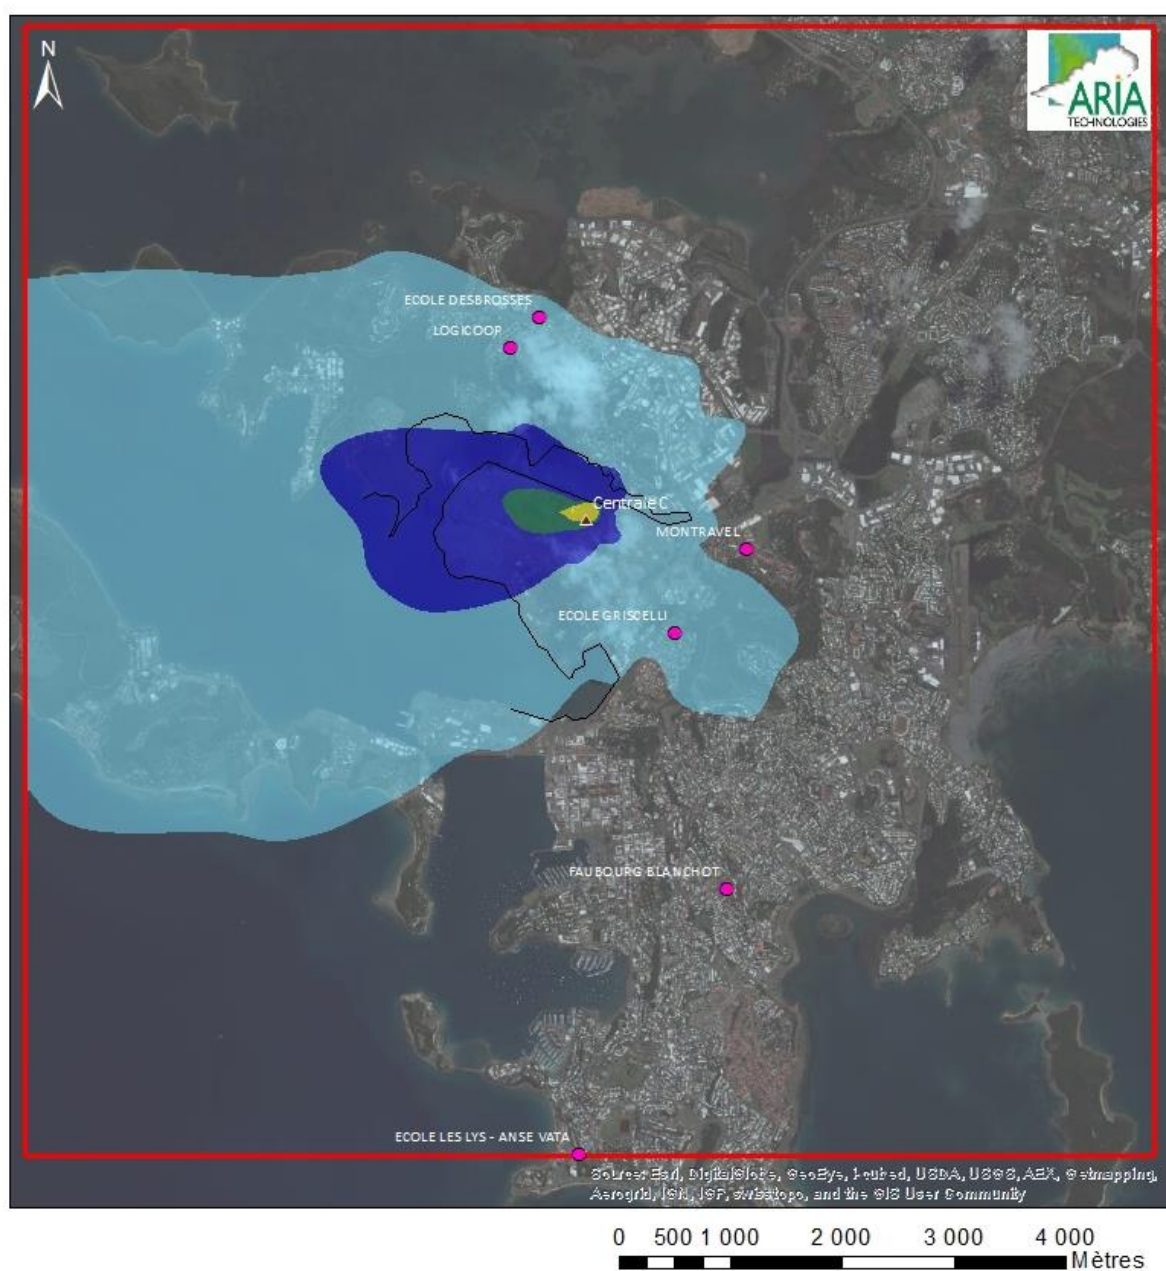 N
ARIA
TECHNOLOGIES
ECOLE DESBROSSES
LOGICOOP
Centrale C
MONTRAVEL
ECOLE GRISCELLI
FAUBOURG BLANCHOT
ECOLE LES LYS - ANSE VATA
Source: Esri, DigitalGlobe, GeoEye, i-cubed, USDA, USGS, AEX, Getmapping,
Aerogrid, IGN, IGP, swisstopo, and the GIS User Community
0 500 1 000 2 000 3 000 4 000
Mètres